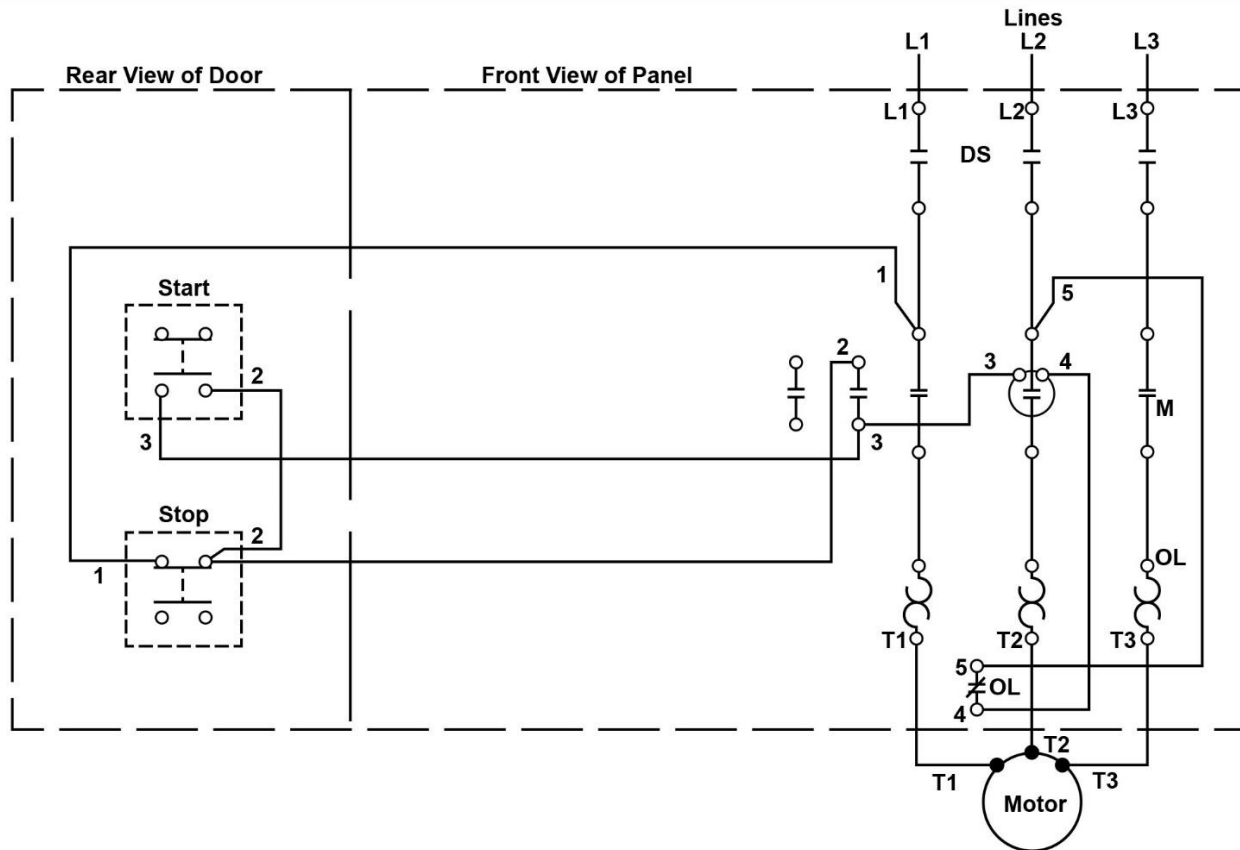 Lines
L1 L2 L3
Rear View of Door Front View of Panel
L1 L2 L3
DS
1 5
Start
2 3 4
2
M
3 3
Stop
2
1
OL
T1 T2 T3
5
OL
4
T2
T1 T3
Motor